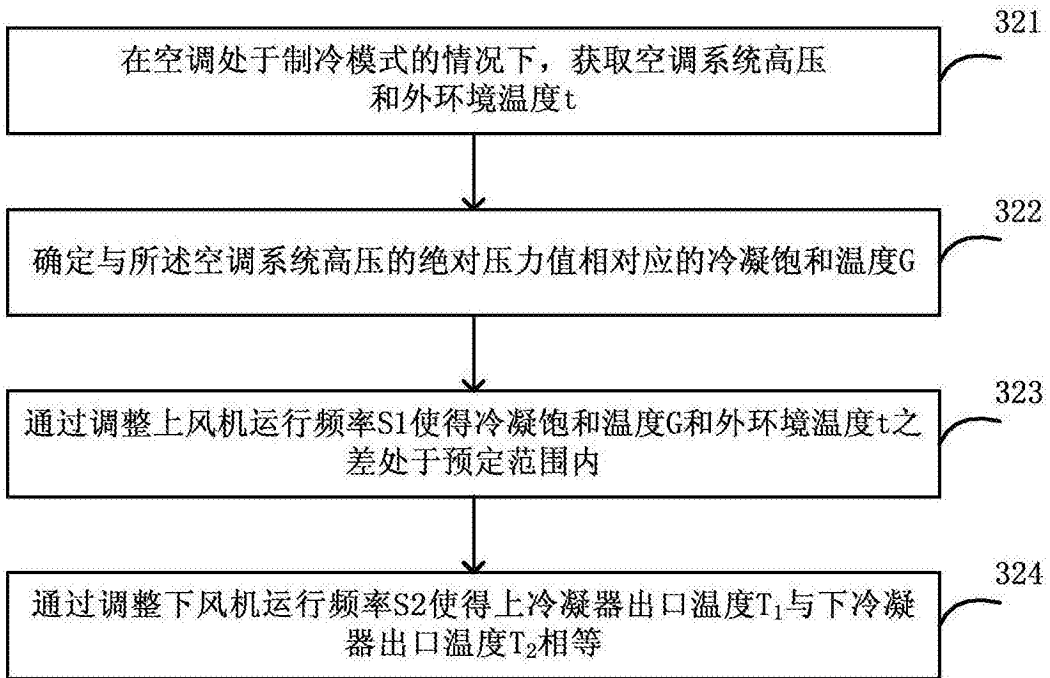 321
在空调处于制冷模式的情况下，获取空调系统高压
和外环境温度t
322
确定与所述空调系统高压的绝对压力值相对应的冷凝饱和温度G
323
通过调整上风机运行频率S1使得冷凝饱和温度G和外环境温度t之
差处于预定范围内
324
通过调整下风机运行频率S2使得上冷凝器出口温度T₁与下冷凝
器出口温度T₂相等